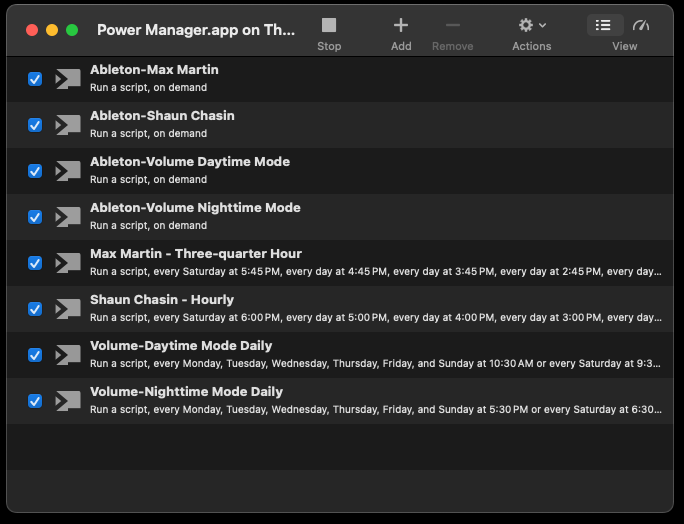 Power Manager.app on Th...
Stop
Add
Remove
Actions
View
Ableton-Max Martin
Run a script, on demand
Ableton-Shaun Chasin
Run a script, on demand
Ableton-Volume Daytime Mode
Run a script, on demand
Ableton-Volume Nighttime Mode
Run a script, on demand
Max Martin - Three-quarter Hour
Run a script, every Saturday at 5:45 PM, every day at 4:45 PM, every day at 3:45 PM, every day at 2:45 PM, every day...
Shaun Chasin - Hourly
Run a script, every Saturday at 6:00 PM, every day at 5:00 PM, every day at 4:00 PM, every day at 3:00 PM, every day...
Volume-Daytime Mode Daily
Run a script, every Monday, Tuesday, Wednesday, Thursday, Friday, and Sunday at 10:30 AM or every Saturday at 9:3...
Volume-Nighttime Mode Daily
Run a script, every Monday, Tuesday, Wednesday, Thursday, Friday, and Sunday at 5:30 PM or every Saturday at 6:30...